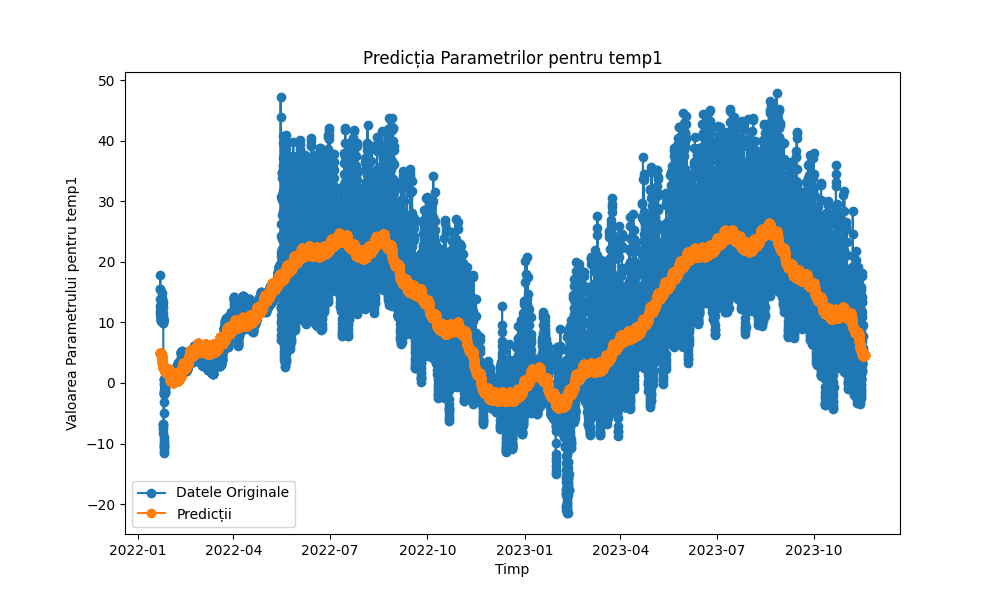 Predicția Parametrilor pentru temp1
Valoarea Parametrului pentru temp1
50
40
30
20
10
0
−10
−20
Datele Originale
Predicții
2022-01 2022-04 2022-07 2022-10 2023-01 2023-04 2023-07 2023-10
Timp